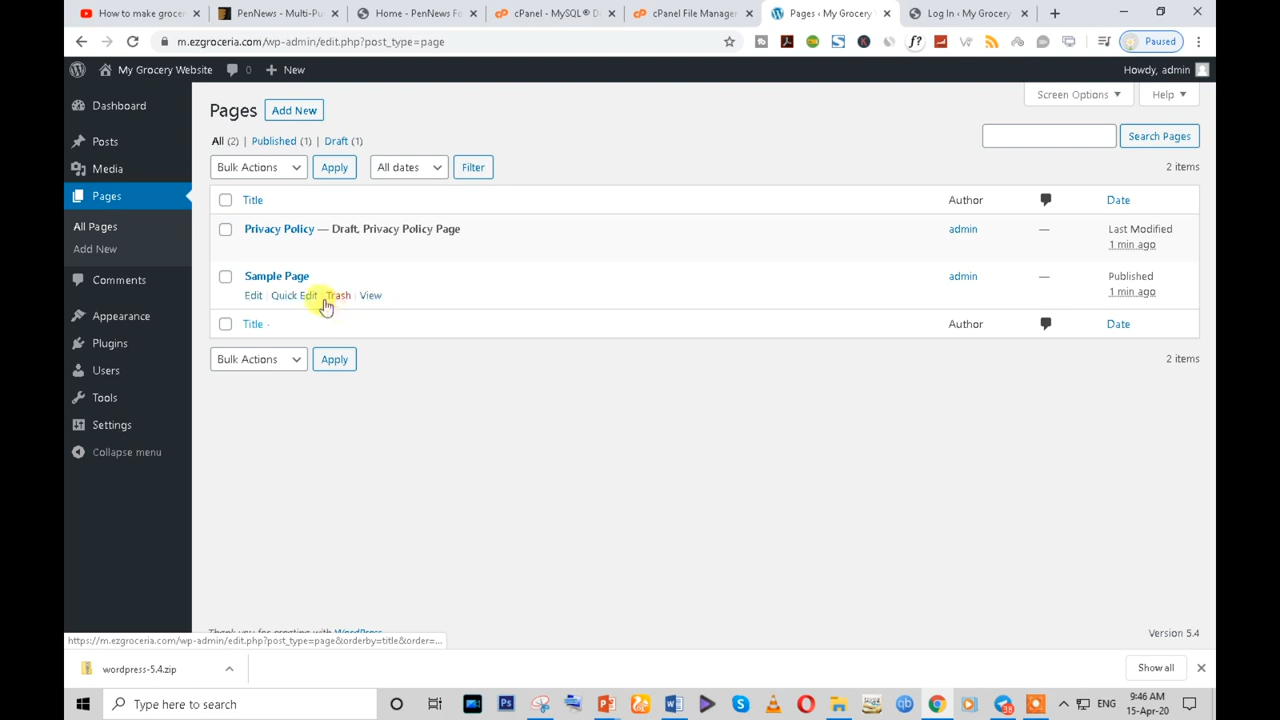 How to make grocer
PenNews - Multi-Pu
Home - PenNews Fo
cPanel - MySQL ® D
cPanel File Manager
Pages ‹ My Grocery
Log In ‹ My Grocery
m.ezgroceria.com/wp-admin/edit.php?post_type=page
Paused
My Grocery Website
0
New
Howdy, admin
Dashboard
Posts
Media
Pages
All Pages
Add New
Comments
Appearance
Plugins
Users
Tools
Settings
Collapse menu
Pages Add New
Screen Options
Help
All (2) | Published (1) | Draft (1)
Search Pages
Bulk Actions Apply All dates Filter
2 items
Title Author Date
Privacy Policy — Draft, Privacy Policy Page admin — Last Modified
1 min ago
Sample Page admin — Published
Edit | Quick Edit | Trash | View 1 min ago
Title Author Date
Bulk Actions Apply
2 items
WordPress
Version 5.4
https://m.ezgroceria.com/wp-admin/edit.php?post_type=page&orderby=title&order=...
wordpress-5.4.zip
Show all
Type here to search
ENG
9:46 AM
15-Apr-20